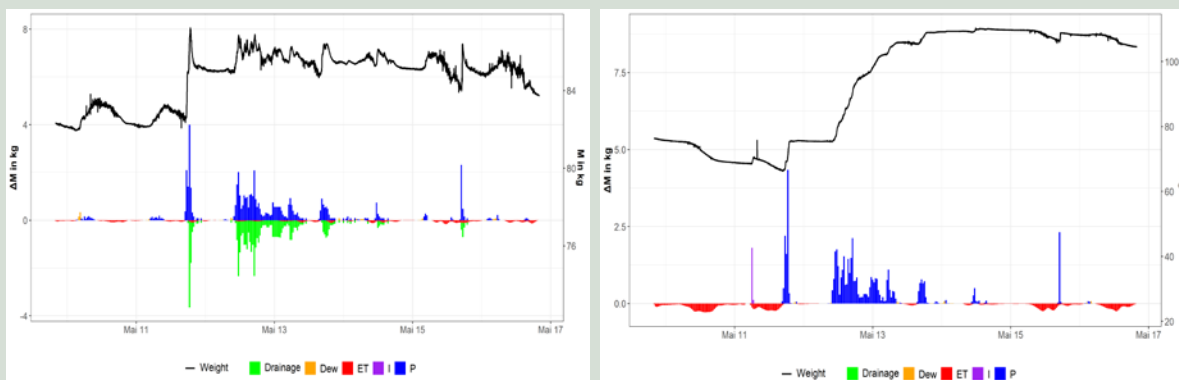 8
4
0
-4
ΔM in kg
84
80
76
M in kg
Mai 11
Mai 13
Mai 15
Mai 17
Weight
Drainage
Dew
ET
I
P
7.5
5.0
2.5
0.0
ΔM in kg
100
80
60
40
20
Mai 11
Mai 13
Mai 15
Mai 17
Weight
Drainage
Dew
ET
I
P